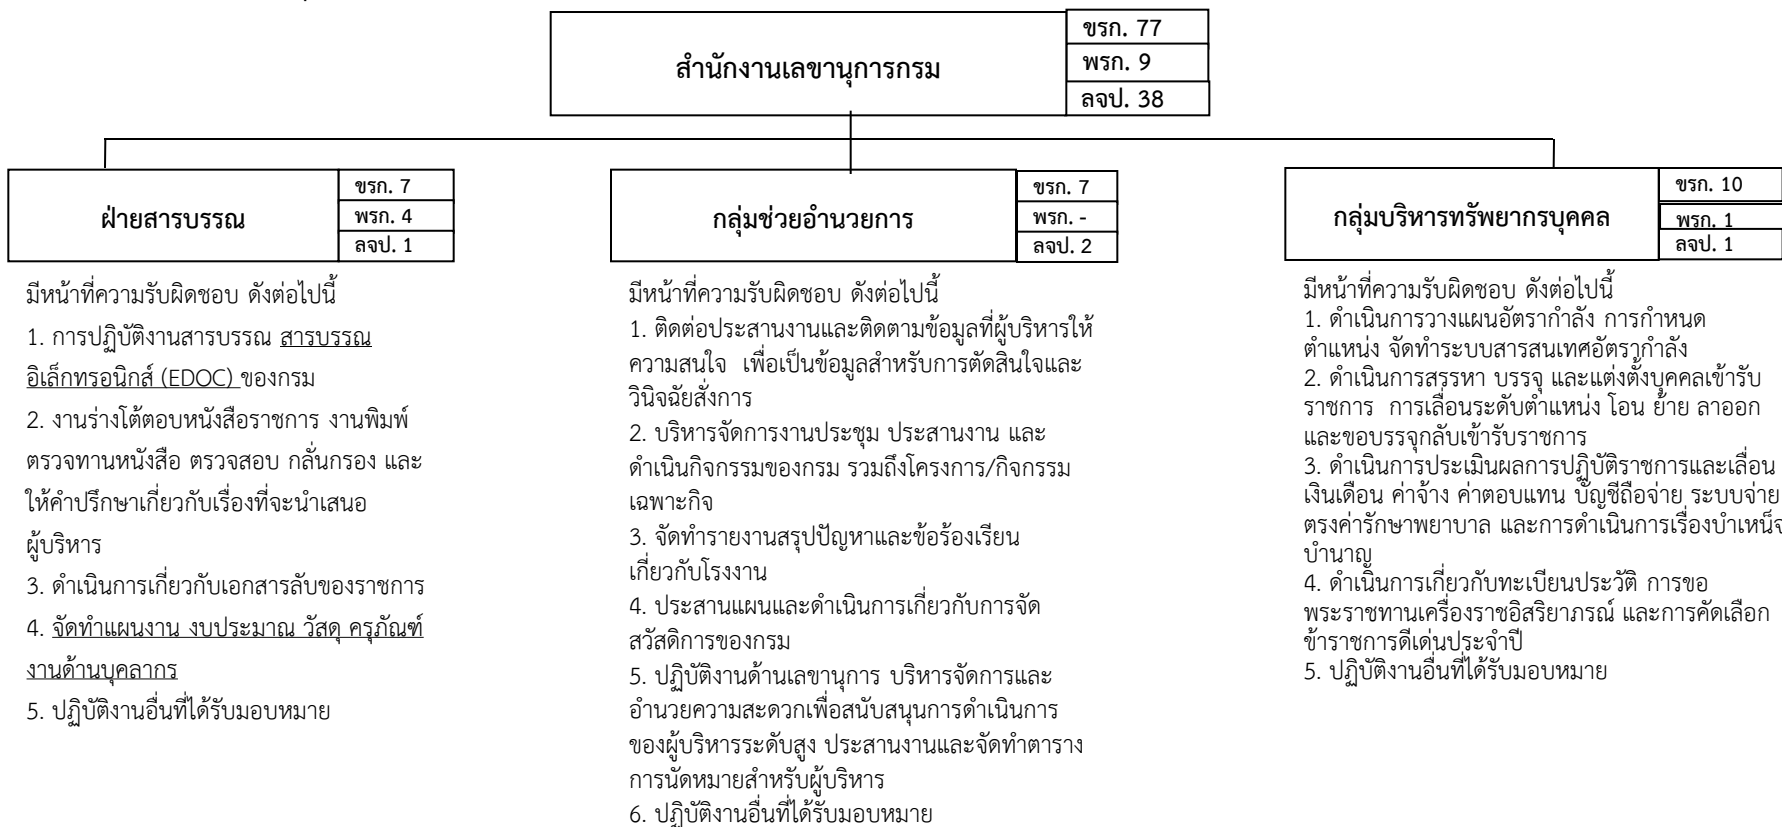 สำนักงานเลขานุการกรม
ขรก. 77
พรก. 9
ลจป. 38
ฝ่ายสารบรรณ
ขรก. 7
พรก. 4
ลจป. 1
มีหน้าที่ความรับผิดชอบ ดังต่อไปนี้
1. การปฏิบัติงานสารบรรณ สารบรรณ
อิเล็กทรอนิกส์ (EDOC) ของกรม
2. งานร่างโต้ตอบหนังสือราชการ งานพิมพ์
ตรวจทานหนังสือ ตรวจสอบ กลั่นกรอง และ
ให้คำปรึกษาเกี่ยวกับเรื่องที่จะนำเสนอ
ผู้บริหาร
3. ดำเนินการเกี่ยวกับเอกสารลับของราชการ
4. จัดทำแผนงาน งบประมาณ วัสดุ ครุภัณฑ์
งานด้านบุคลากร
5. ปฏิบัติงานอื่นที่ได้รับมอบหมาย
กลุ่มช่วยอำนวยการ
ขรก. 7
พรก. -
ลจป. 2
มีหน้าที่ความรับผิดชอบ ดังต่อไปนี้
1. ติดต่อประสานงานและติดตามข้อมูลที่ผู้บริหารให้
ความสนใจ เพื่อเป็นข้อมูลสำหรับการตัดสินใจและ
วินิจฉัยสั่งการ
2. บริหารจัดการงานประชุม ประสานงาน และ
ดำเนินกิจกรรมของกรม รวมถึงโครงการ/กิจกรรม
เฉพาะกิจ
3. จัดทำรายงานสรุปปัญหาและข้อร้องเรียน
เกี่ยวกับโรงงาน
4. ประสานแผนและดำเนินการเกี่ยวกับการจัด
สวัสดิการของกรม
5. ปฏิบัติงานด้านเลขานุการ บริหารจัดการและ
อำนวยความสะดวกเพื่อสนับสนุนการดำเนินการ
ของผู้บริหารระดับสูง ประสานงานและจัดทำตาราง
การนัดหมายสำหรับผู้บริหาร
6. ปฏิบัติงานอื่นที่ได้รับมอบหมาย
กลุ่มบริหารทรัพยากรบุคคล
ขรก. 10
พรก. 1
ลจป. 1
มีหน้าที่ความรับผิดชอบ ดังต่อไปนี้
1. ดำเนินการวางแผนอัตรากำลัง การกำหนด
ตำแหน่ง จัดทำระบบสารสนเทศอัตรากำลัง
2. ดำเนินการสรรหา บรรจุ และแต่งตั้งบุคคลเข้ารับ
ราชการ การเลื่อนระดับตำแหน่ง โอน ย้าย ลาออก
และขอบรรจุกลับเข้ารับราชการ
3. ดำเนินการประเมินผลการปฏิบัติราชการและเลื่อน
เงินเดือน ค่าจ้าง ค่าตอบแทน บัญชีถือจ่าย ระบบจ่าย
ตรงค่ารักษาพยาบาล และการดำเนินการเรื่องบำเหน็จ
บำนาญ
4. ดำเนินการเกี่ยวกับทะเบียนประวัติ การขอ
พระราชทานเครื่องราชอิสริยาภรณ์ และการคัดเลือก
ข้าราชการดีเด่นประจำปี
5. ปฏิบัติงานอื่นที่ได้รับมอบหมาย